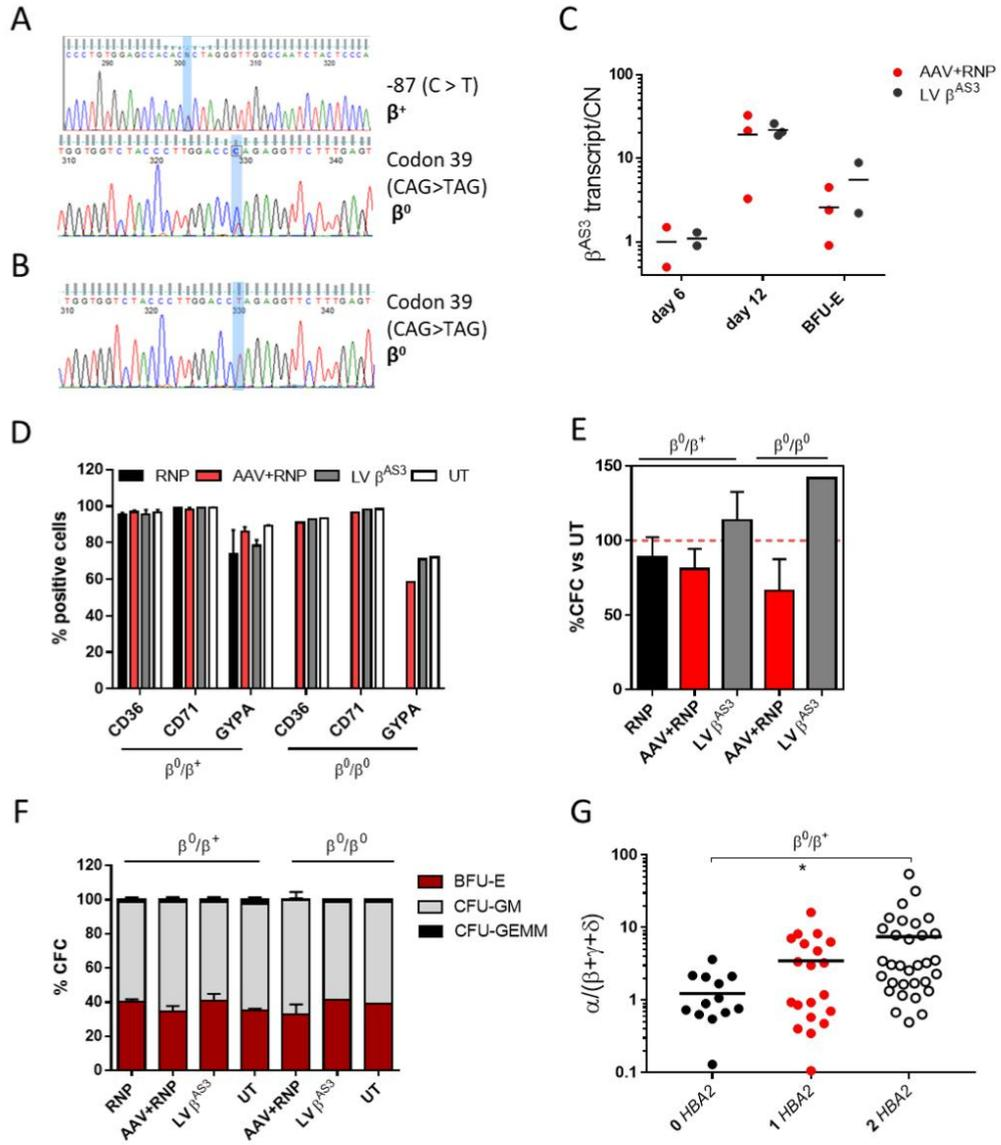 A
CCCTGTGGAGCCACACNCTAGGGTTGGCCAATCTACTCCCA
290 300 310 320
-87 (C > T)
β+
TGGTGGTCTACCCTTGGACCCAGAGGTTCTTTGAGT
310 320 330 340
Codon 39
(CAG>TAG)
β0
B
TGGTGGTCTACCCTTGGACCTAGAGGTTCTTTGAGT
310 320 330 340
Codon 39
(CAG>TAG)
β0
C
AAV+RNP
LV βAS3
βAS3 transcript/CN
100
10
1
day 6 day 12 BFU-E
D
RNP AAV+RNP LV βAS3 UT
% positive cells
120
100
80
60
40
20
0
CD36 CD71 GYPA CD36 CD71 GYPA
β0/β+ β0/β0
E
β0/β+ β0/β0
%CFC vs UT
150
100
50
0
RNP AAV+RNP LV βAS3 AAV+RNP LV βAS3
F
β0/β+ β0/β0
% CFC
120
100
80
60
40
20
0
BFU-E
CFU-GM
CFU-GEMM
RNP AAV+RNP LV βAS3 UT AAV+RNP LV βAS3 UT
G
β0/β+
*
α/(β+γ+δ)
100
10
1
0.1
0 HBA2 1 HBA2 2 HBA2